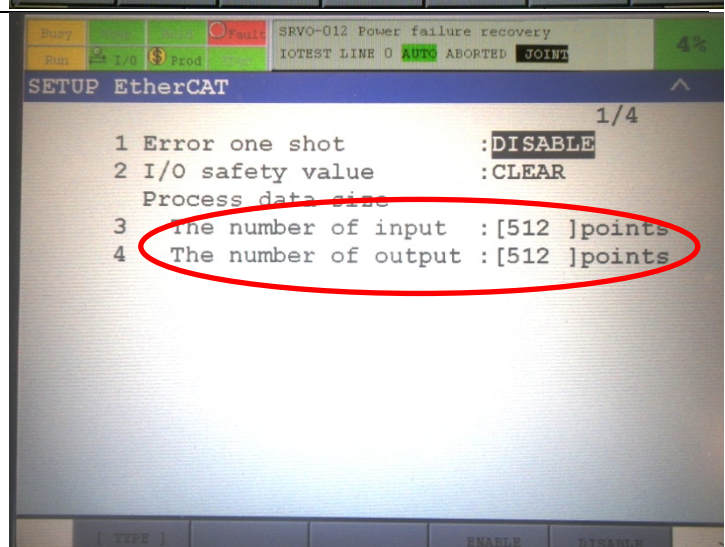 Busy Step Hold Fault SRVO-012 Power failure recovery
Run I/O Prod IOTEST LINE 0 AUTO ABORTED JOINT 4%
SETUP EtherCAT
1/4
1 Error one shot :DISABLE
2 I/O safety value :CLEAR
Process data size
3 The number of input :[512 ]points
4 The number of output :[512 ]points
[ TYPE ] ENABLE DISABLE